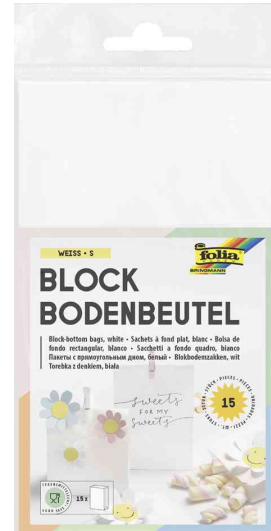 WEISS • S
folia
BRINGMANN
BLOCK
BODENBEUTEL
Block-bottom bags, white • Sachets à fond plat, blanc • Bolsa de
fondo rectangular, blanco • Sacchetti a fondo quadro, bianco
Пакеты с прямоугольным дном, белый • Blokbodemzakken, wit
Torebka z denkiem, biała
sweets
FOR MY
sweets
15
15x